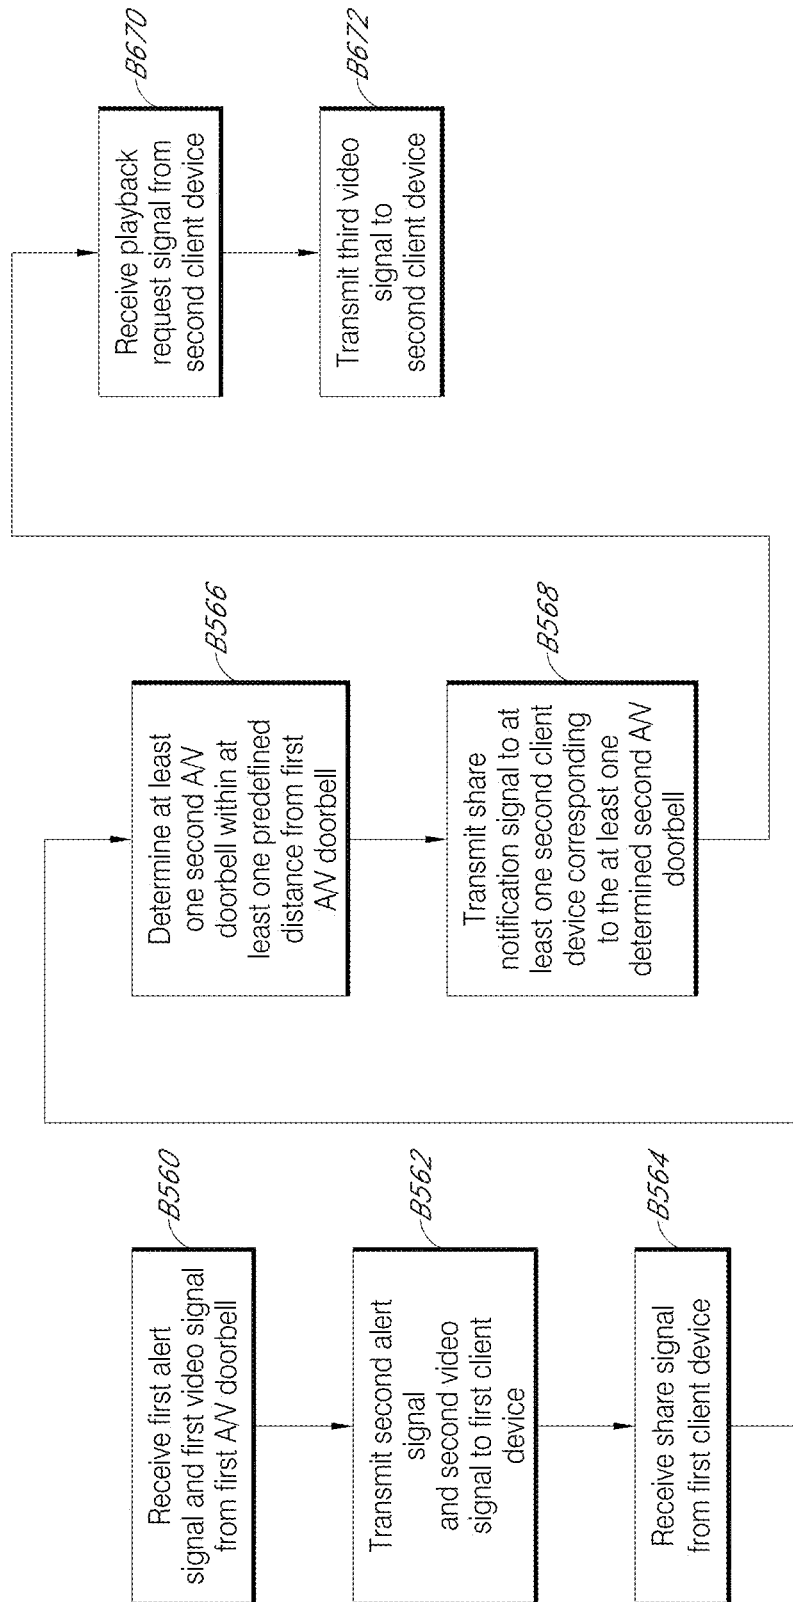 Receive first alert
signal and first video signal
from first A/V doorbell
B560
Transmit second alert
signal
and second video
signal to first client
device
B562
Receive share signal
from first client device
B564
Determine at least
one second A/V
doorbell within at
least one predefined
distance from first
A/V doorbell
B566
Transmit share
notification signal to at
least one second client
device corresponding
to the at least one
determined second A/V
doorbell
B568
Receive playback
request signal from
second client device
B670
Transmit third video
signal to
second client device
B672